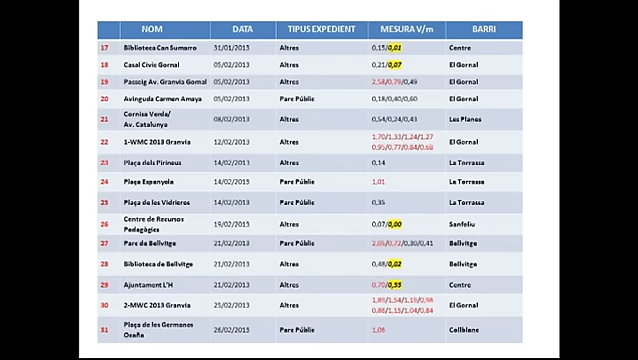 NOM DATA TIPUS EXPEDIENT MESURA V/m BARRI
17 Biblioteca Can Sumarro 31/01/2013 Altres 0,15/0,01 Centre
18 Casal Cívic Gornal 05/02/2013 Altres 0,21/0,07 El Gornal
19 Passeig Av. Granvia Gornal 05/02/2013 Altres 2,58/0,79/0,49 El Gornal
20 Avinguda Carmen Amaya 05/02/2013 Parc Públic 0,18/0,40/0,60 El Gornal
21 Cornisa Verda/ 08/02/2013 Altres 0,54/0,24/0,43 Les Planes
Av. Catalunya
22 1-WMC 2013 Granvia 12/02/2013 Altres 1,70/1,33/1,24/1,27 El Gornal
0,95/0,77/0,84/0,68
23 Plaça dels Pirineus 14/02/2013 Altres 0,14 La Torrassa
24 Plaça Espanyola 14/02/2013 Parc Públic 1,01 La Torrassa
25 Plaça de los Vidrieros 14/02/2013 Parc Públic 0,35 La Torrassa
26 Centre de Recursos 19/02/2013 Altres 0,07/0,00 Sanfeliu
Pedagògics
27 Parc de Bellvitge 21/02/2013 Parc Públic 2,05/0,72/0,30/0,41 Bellvitge
28 Biblioteca de Bellvitge 21/02/2013 Altres 0,48/0,02 Bellvitge
29 Ajuntament L'H 21/02/2013 Altres 0,70/0,55 Centre
30 2-MWC 2013 Granvia 25/02/2013 Altres 1,89/1,54/1,19/0,98 El Gornal
0,86/1,15/1,04/0,84
31 Plaça de les Germanes 26/02/2013 Parc Públic 1,06 Collblanc
Ocaña